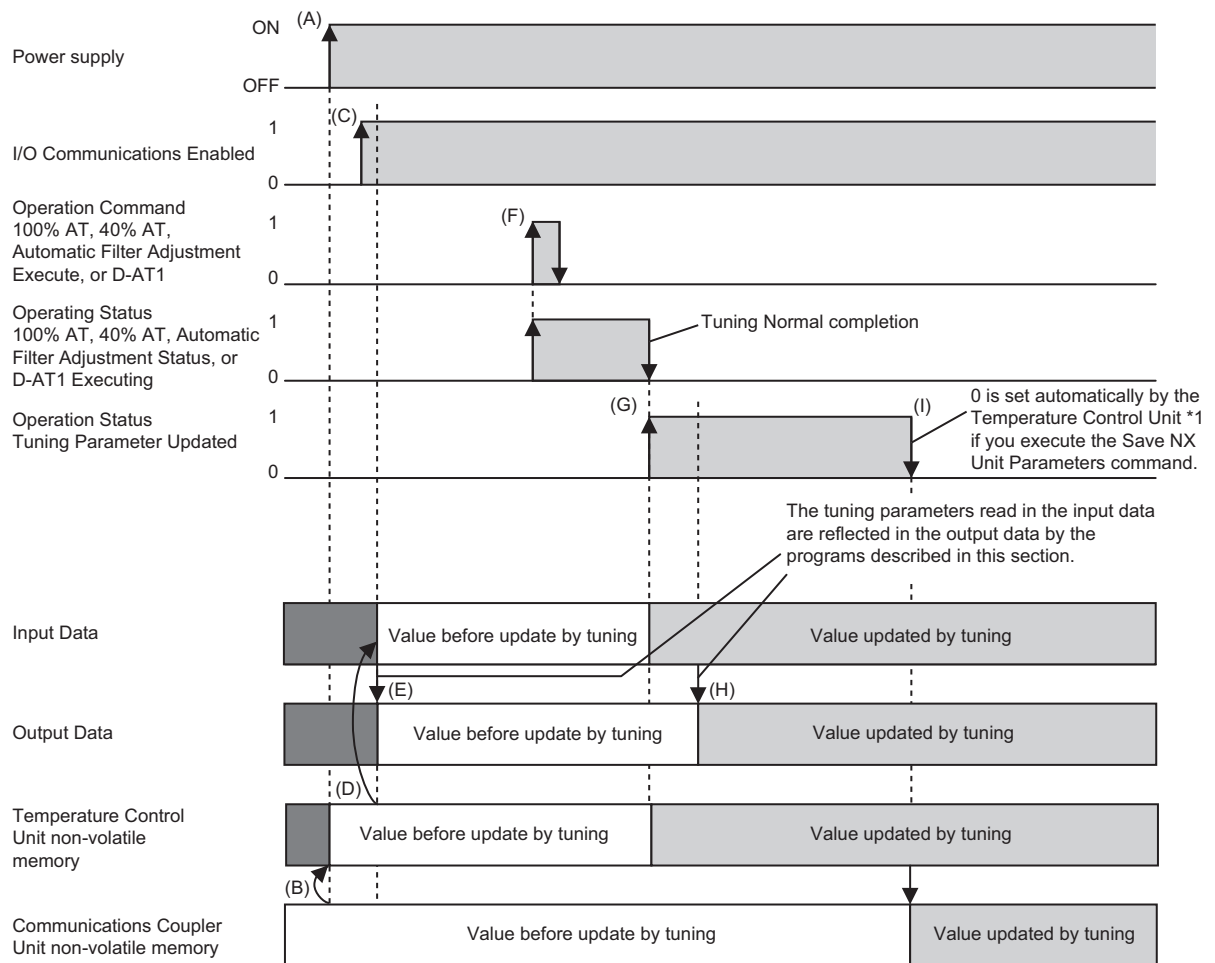 ON
(A)
Power supply
OFF
(C)
1
I/O Communications Enabled
0
Operation Command
100% AT, 40% AT,
Automatic Filter Adjustment
Execute, or D-AT1
1
(F)
0
Operating Status
100% AT, 40% AT, Automatic
Filter Adjustment Status, or
D-AT1 Executing
1
Tuning Normal completion
0
Operation Status
Tuning Parameter Updated
1
(G)
(I)
0 is set automatically by the
Temperature Control Unit *1
if you execute the Save NX
Unit Parameters command.
0
The tuning parameters read in the input data
are reflected in the output data by the
programs described in this section.
Input Data
Value before update by tuning
Value updated by tuning
(E)
(H)
Output Data
Value before update by tuning
Value updated by tuning
(D)
Temperature Control
Unit non-volatile
memory
Value before update by tuning
Value updated by tuning
(B)
Communications Coupler
Unit non-volatile memory
Value before update by tuning
Value updated by tuning